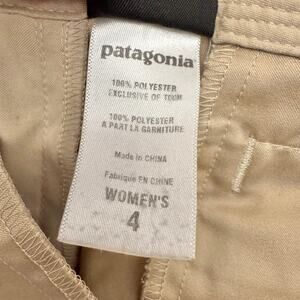 patagonia
100% POLYESTER
EXCLUSIVE OF TRIM
100% POLYESTER
A PART LA GARNITURE
Made in CHINA
Fabriqué EN CHINE
WOMEN'S
4